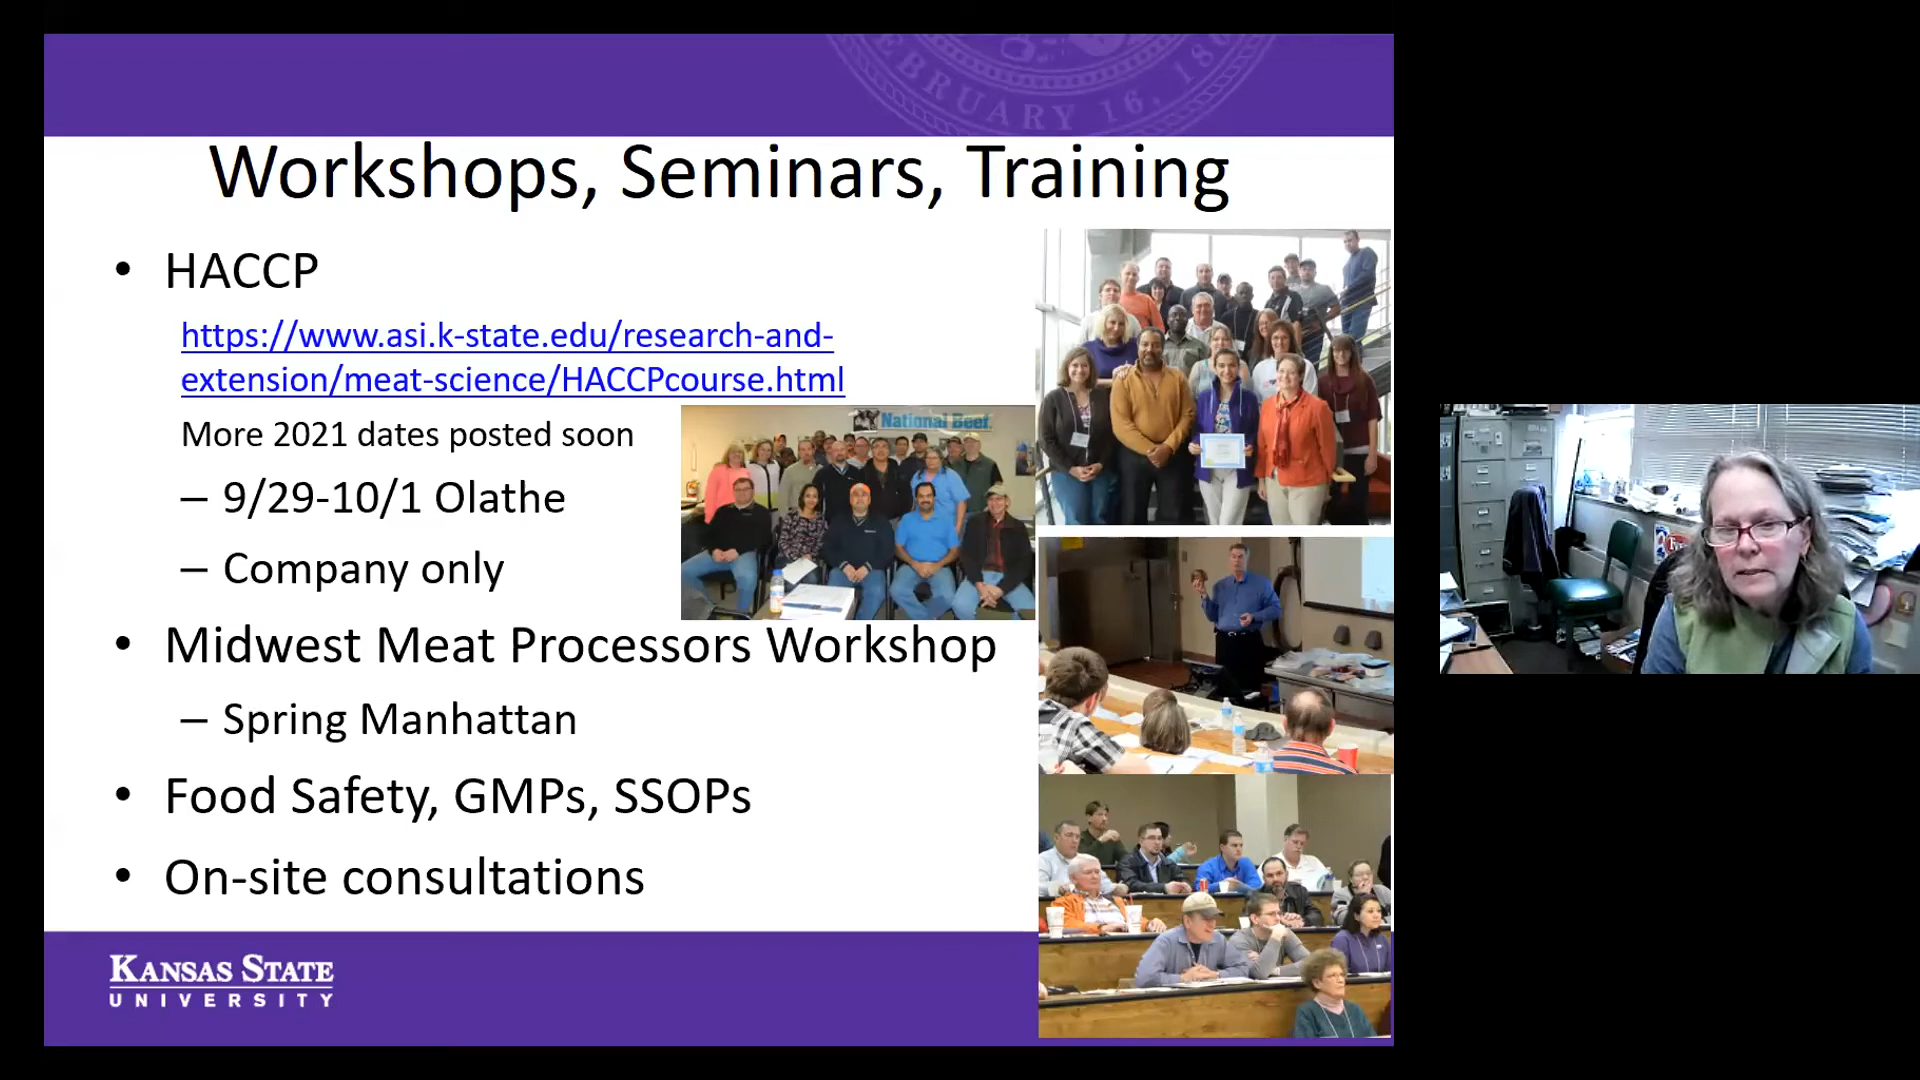 EBRUARY 16, 186
Workshops, Seminars, Training
• HACCP
https://www.asi.k-state.edu/research-and-
extension/meat-science/HACCPcourse.html
More 2021 dates posted soon
– 9/29-10/1 Olathe
– Company only
National Beef
• Midwest Meat Processors Workshop
– Spring Manhattan
• Food Safety, GMPs, SSOPs
• On-site consultations
KANSAS STATE
UNIVERSITY